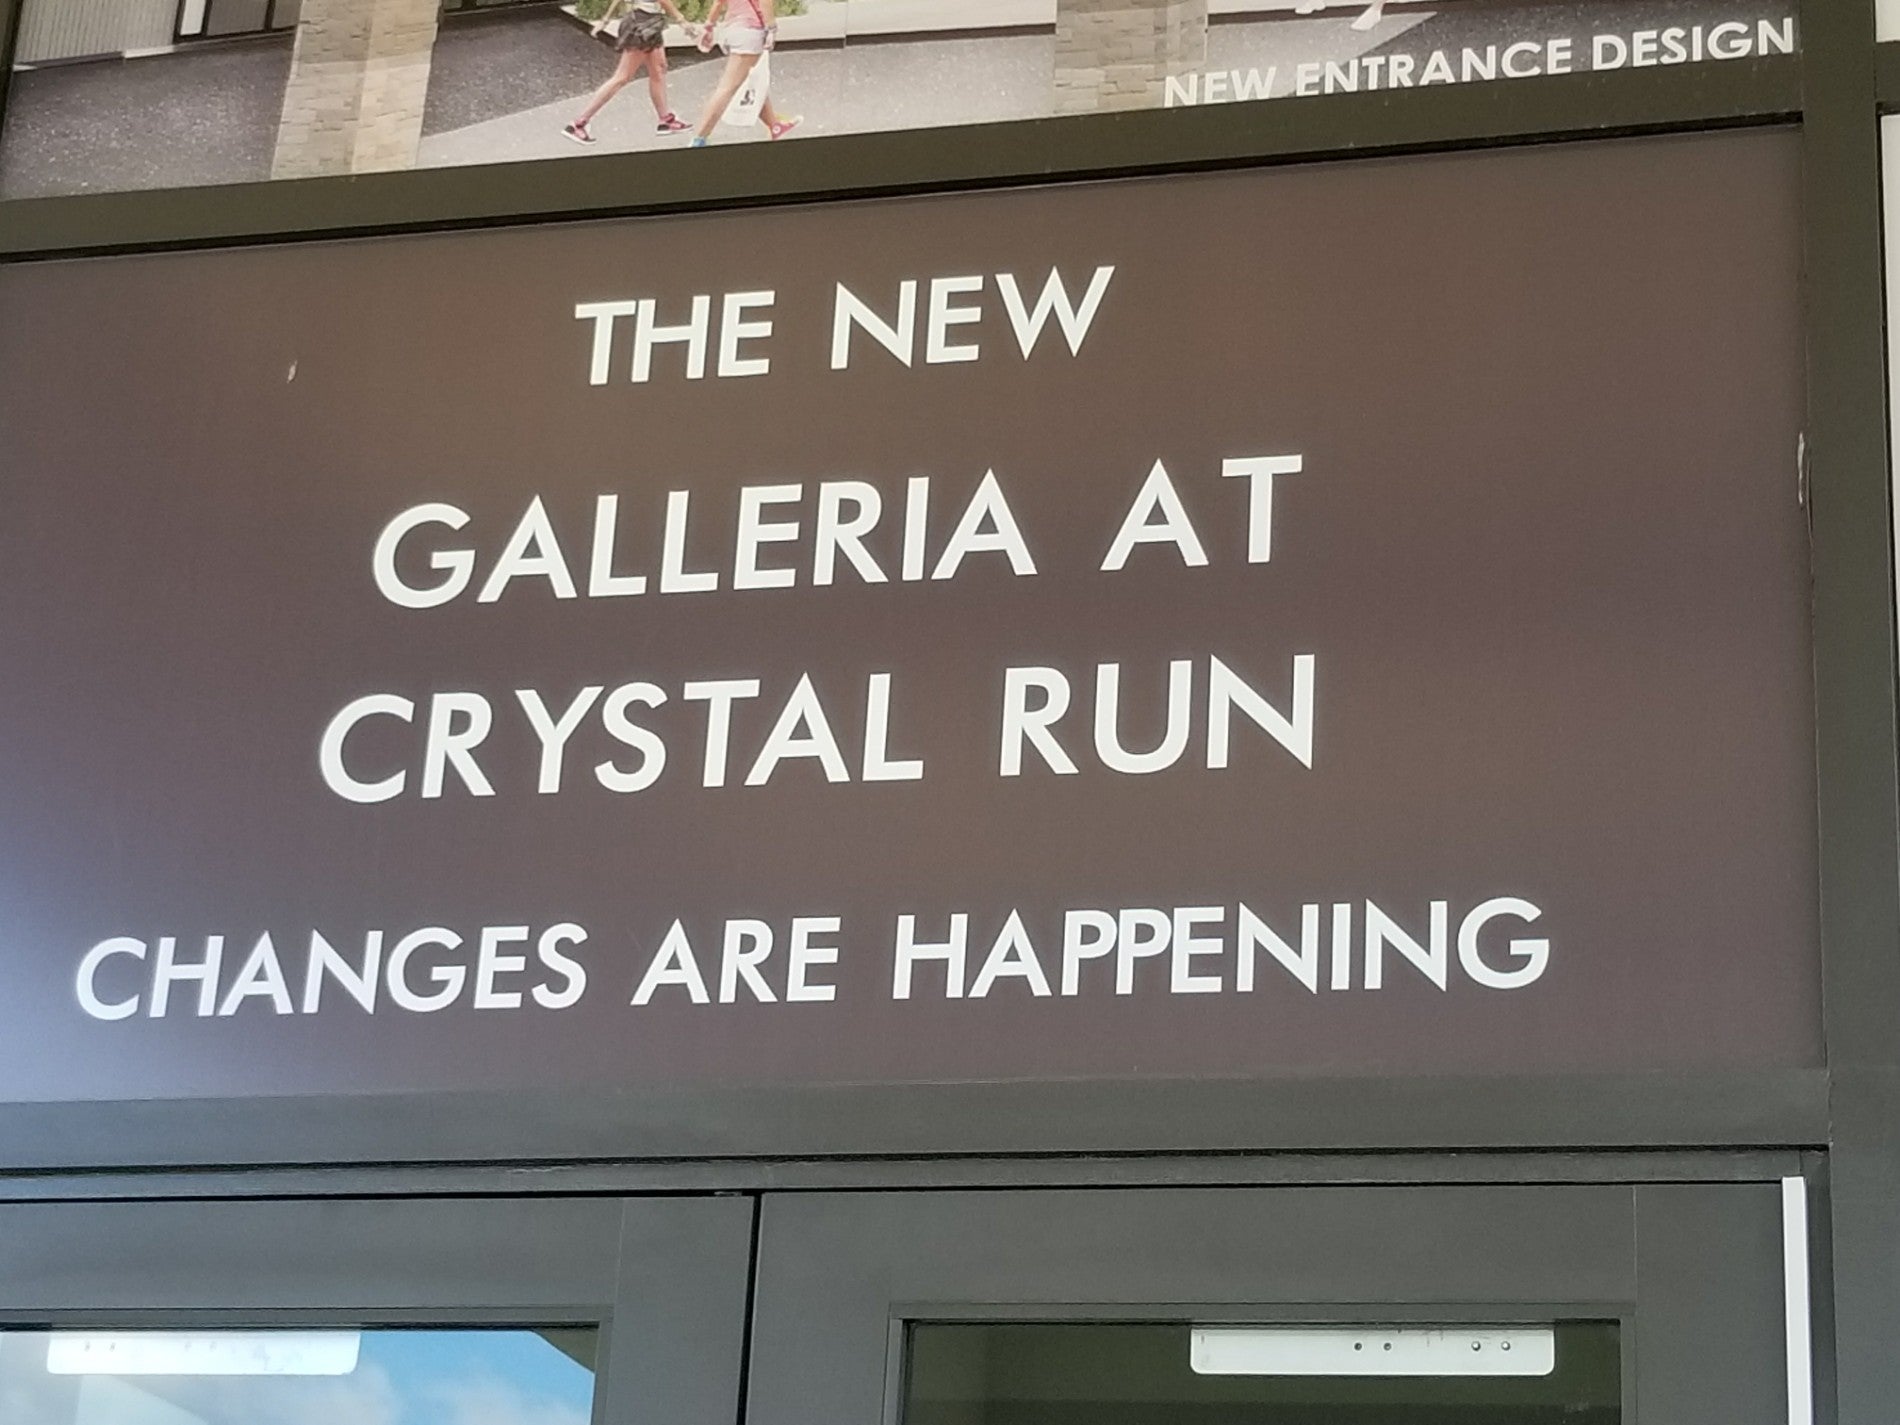 NEW ENTRANCE DESIGN
THE NEW
GALLERIA AT
CRYSTAL RUN
CHANGES ARE HAPPENING